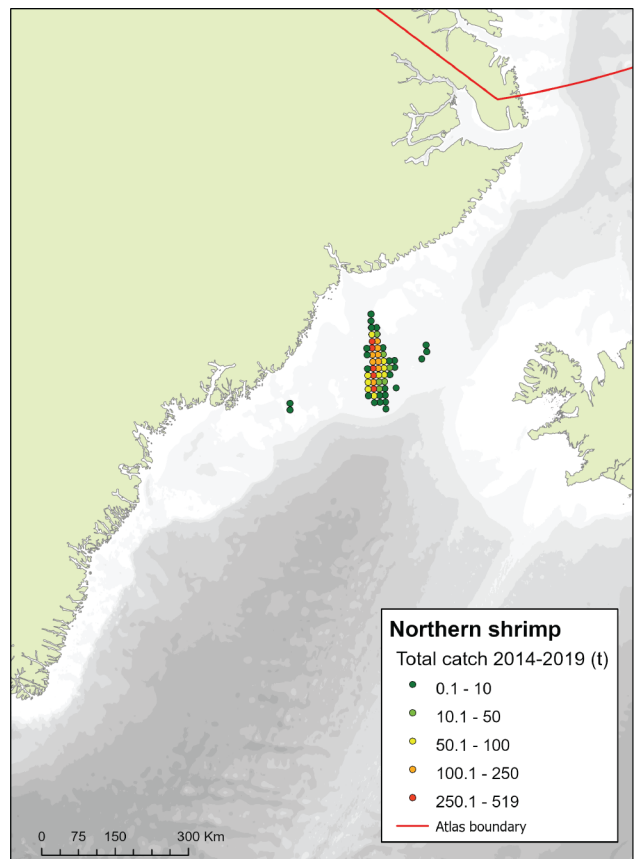 Northern shrimp
Total catch 2014-2019 (t)
0.1 - 10
10.1 - 50
50.1 - 100
100.1 - 250
250.1 - 519
Atlas boundary
0 75 150 300 Km